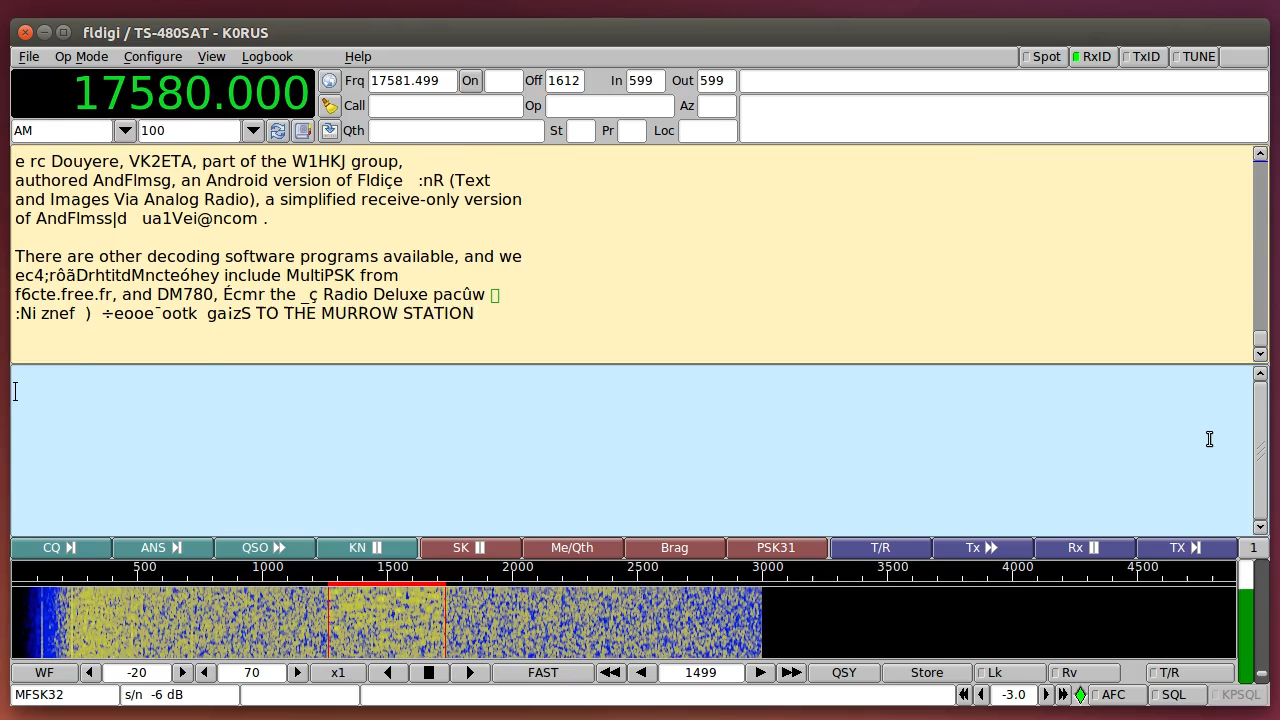 fldigi / TS-480SAT - K0RUS
File Op Mode Configure View Logbook Help Spot RxID TxID TUNE
17580.000 Frq 17581.499 On Off 1612 In 599 Out 599
Call Op Az
AM 100 Qth St Pr Loc
e rc Douyere, VK2ETA, part of the W1HKJ group,
authored AndFlmsg, an Android version of Fldiçe :nR (Text
and Images Via Analog Radio), a simplified receive-only version
of AndFlmss|d ua1Vei@ncom .
There are other decoding software programs available, and we
ec4;rôãDrhtitdMncteóhey include MultiPSK from
f6cte.free.fr, and DM780, Écmr the _ç Radio Deluxe pacûw
:Ni znef ) ÷eooe¯ootk ga¡zS TO THE MURROW STATION
CQ ANS QSO KN SK Me/Qth Brag PSK31 T/R Tx Rx TX 1
500 1000 1500 2000 2500 3000 3500 4000 4500
WF -20 70 x1 FAST 1499 QSY Store Lk Rv T/R
MFSK32 s/n -6 dB -3.0 AFC SQL KPSQL